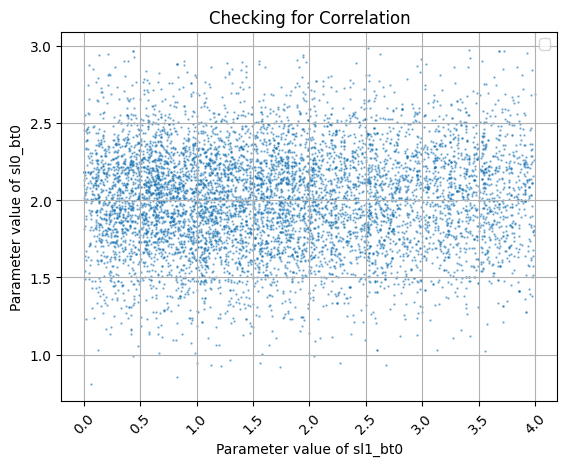 Checking for Correlation
3.0
2.5
2.0
1.5
1.0
Parameter value of sl0_bt0
0.0 0.5 1.0 1.5 2.0 2.5 3.0 3.5 4.0
Parameter value of sl1_bt0